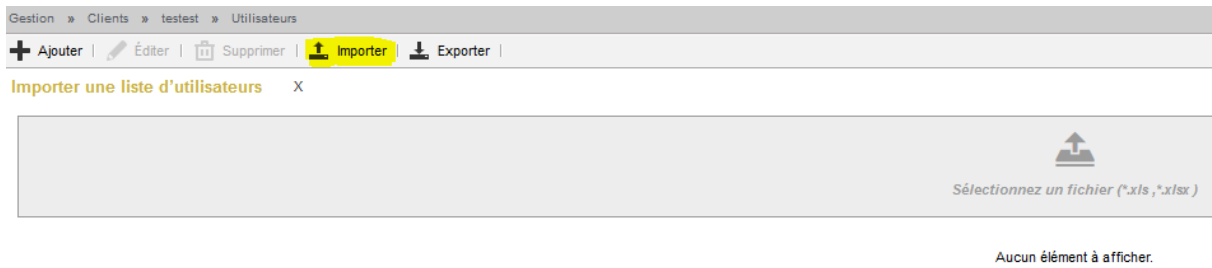 Gestion » Clients » testest » Utilisateurs
Ajouter | Éditer | Supprimer | Importer | Exporter |
Importer une liste d'utilisateurs X
Sélectionnez un fichier (*.xls ,*.xlsx )
Aucun élément à afficher.